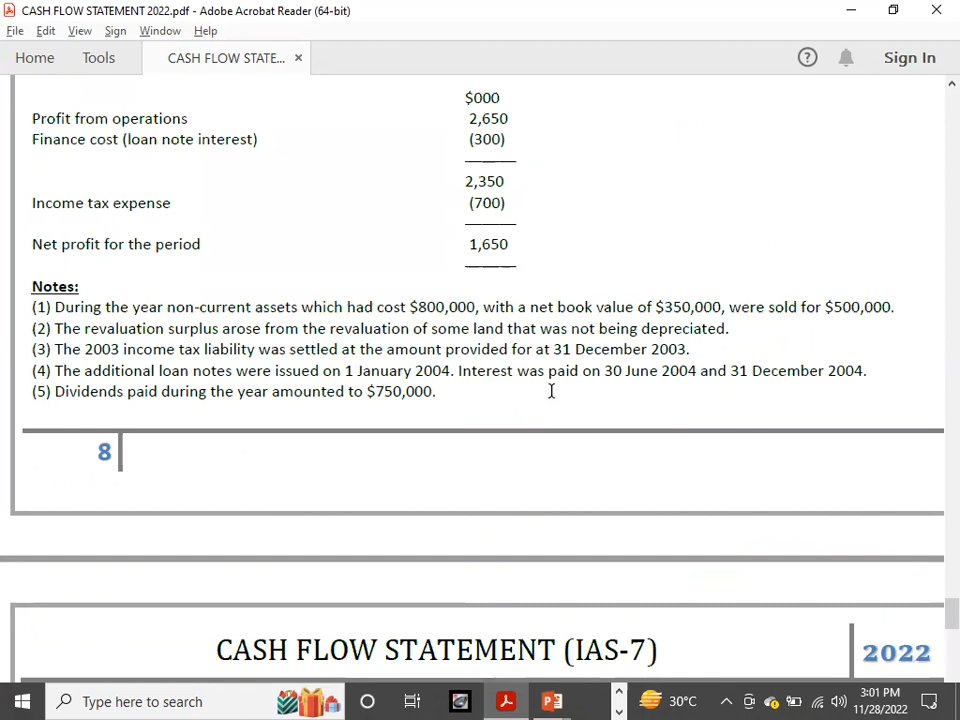 CASH FLOW STATEMENT 2022.pdf - Adobe Acrobat Reader (64-bit)
File Edit View Sign Window Help
Home Tools CASH FLOW STATE... × Sign In
$000
Profit from operations 2,650
Finance cost (loan note interest) (300)
2,350
Income tax expense (700)
Net profit for the period 1,650
Notes:
(1) During the year non-current assets which had cost $800,000, with a net book value of $350,000, were sold for $500,000.
(2) The revaluation surplus arose from the revaluation of some land that was not being depreciated.
(3) The 2003 income tax liability was settled at the amount provided for at 31 December 2003.
(4) The additional loan notes were issued on 1 January 2004. Interest was paid on 30 June 2004 and 31 December 2004.
(5) Dividends paid during the year amounted to $750,000.
8
CASH FLOW STATEMENT (IAS-7) 2022
Type here to search 30°C 3:01 PM
11/28/2022